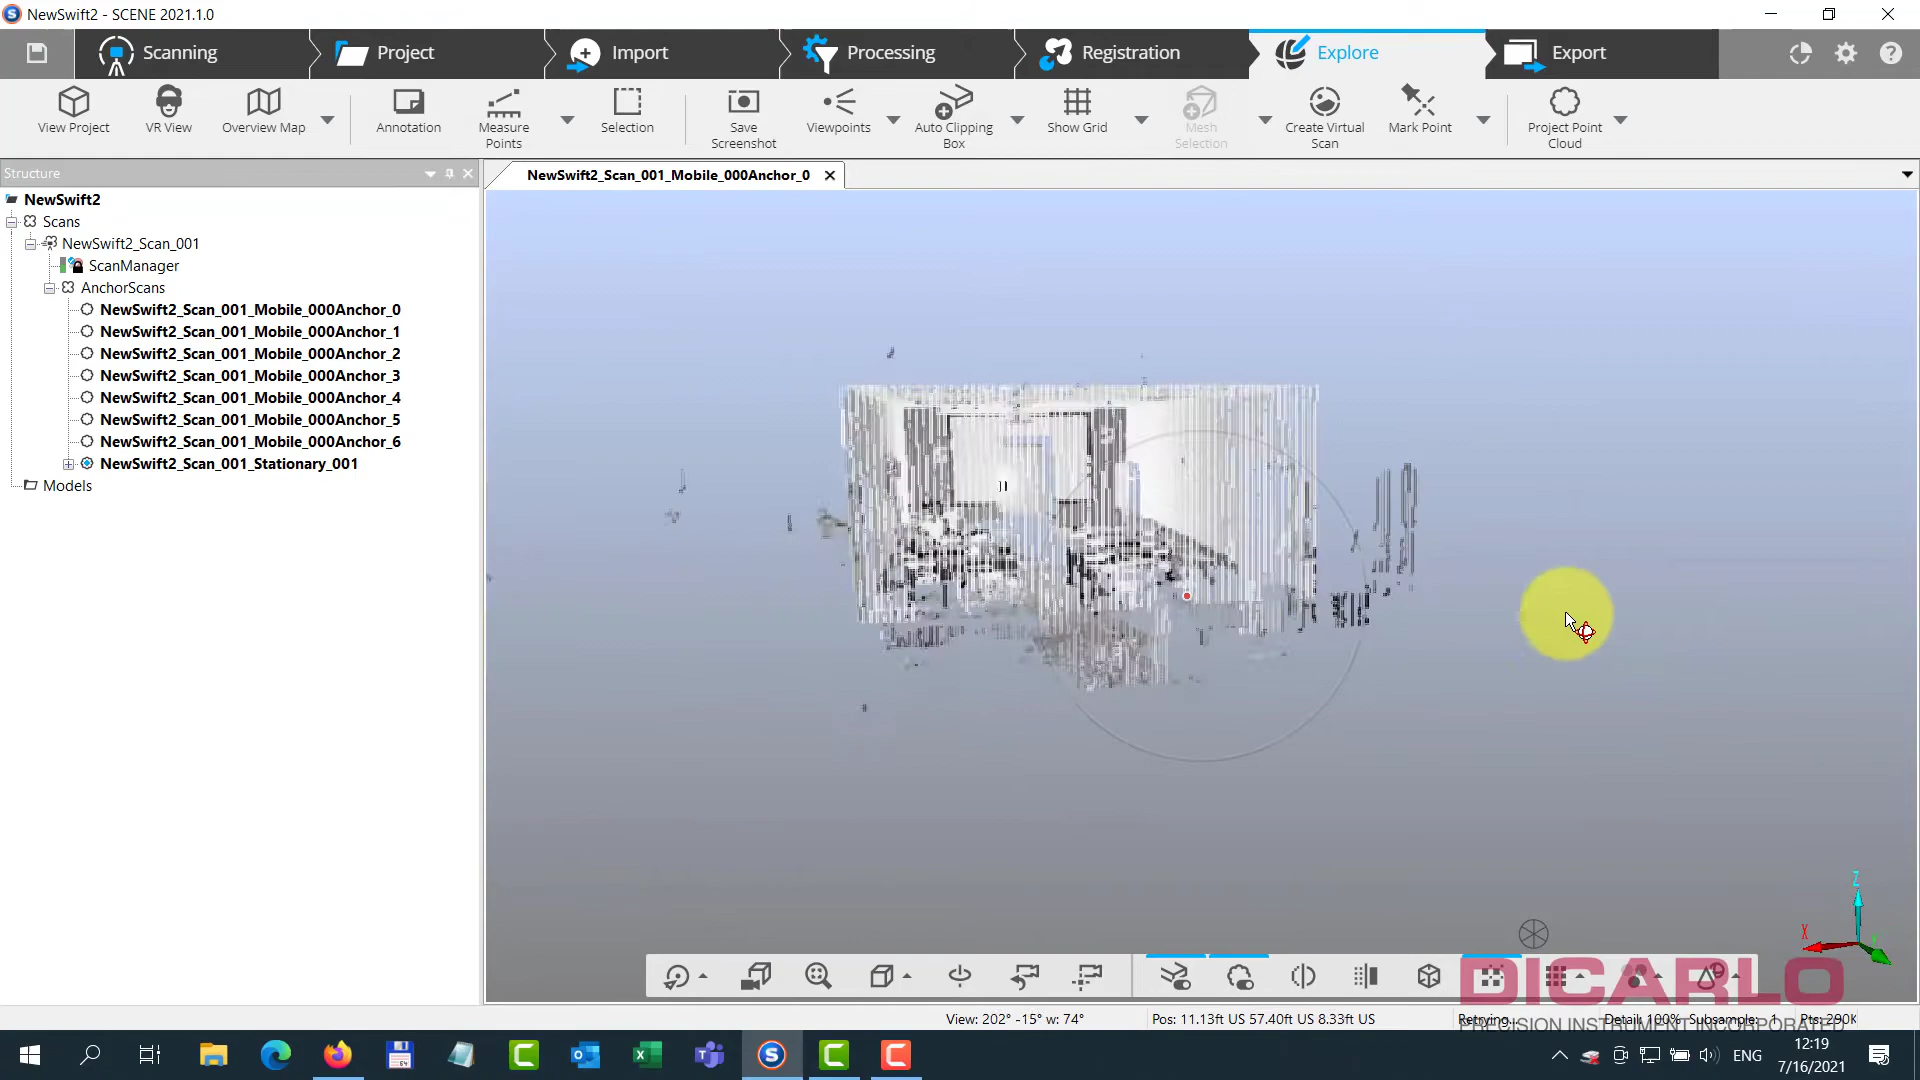 NewSwift2 - SCENE 2021.1.0
Scanning
Project
Import
Processing
Registration
Explore
Export
View Project
VR View
Overview Map
Annotation
Measure Points
Selection
Save Screenshot
Viewpoints
Auto Clipping Box
Show Grid
Mesh Selection
Create Virtual Scan
Mark Point
Project Point Cloud
Structure
NewSwift2_Scan_001_Mobile_000Anchor_0
NewSwift2
Scans
NewSwift2_Scan_001
ScanManager
AnchorScans
NewSwift2_Scan_001_Mobile_000Anchor_0
NewSwift2_Scan_001_Mobile_000Anchor_1
NewSwift2_Scan_001_Mobile_000Anchor_2
NewSwift2_Scan_001_Mobile_000Anchor_3
NewSwift2_Scan_001_Mobile_000Anchor_4
NewSwift2_Scan_001_Mobile_000Anchor_5
NewSwift2_Scan_001_Mobile_000Anchor_6
NewSwift2_Scan_001_Stationary_001
Models
Z
X
DICARLO
PRECISION INSTRUMENT INCORPORATED
View: 202° -15° w: 74°
Pos: 11.13ft US 57.40ft US 8.33ft US
Retrying...
Detail: 100%
Subsample: 1
Pts: 290K
ENG
12:19
7/16/2021